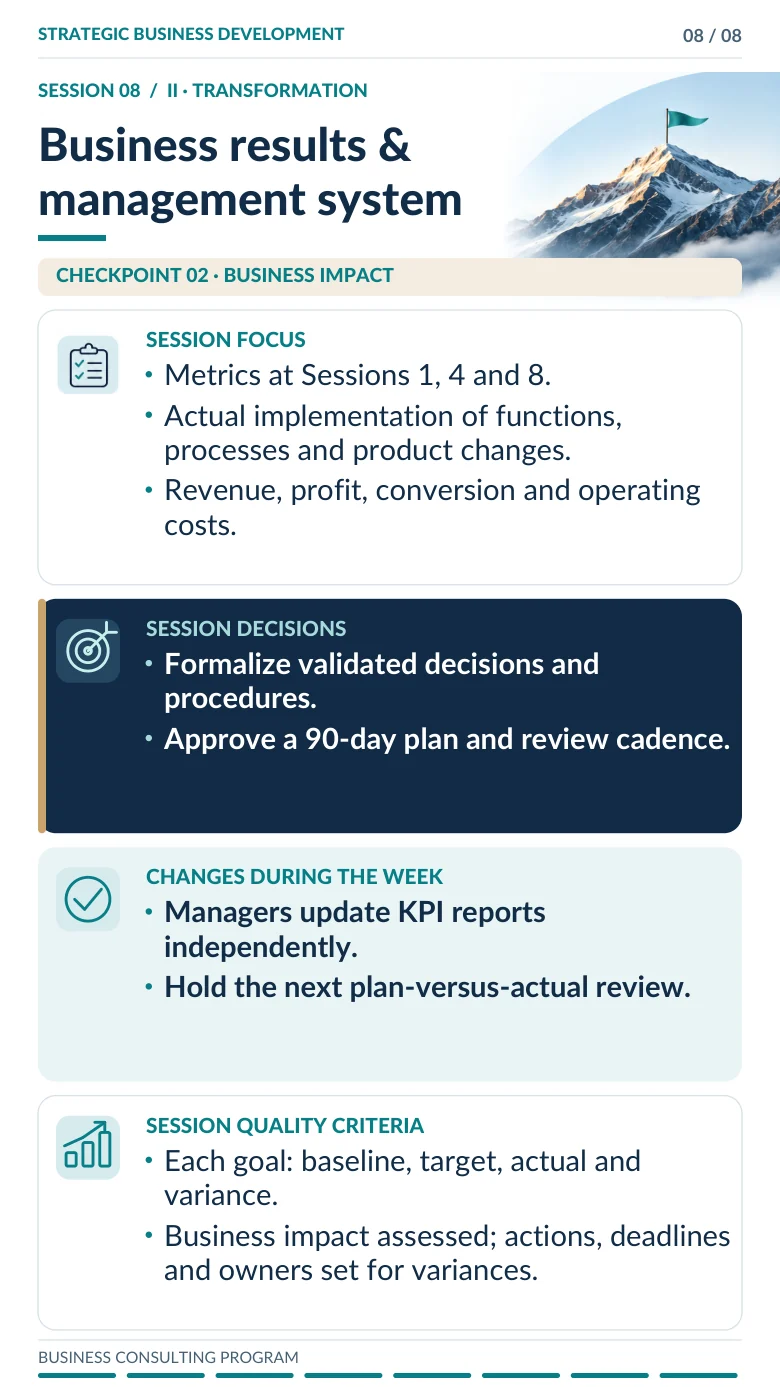 STRATEGIC BUSINESS DEVELOPMENT
08 / 08
SESSION 08 / II · TRANSFORMATION
Business results &
management system
CHECKPOINT 02 · BUSINESS IMPACT
SESSION FOCUS
• Metrics at Sessions 1, 4 and 8.
• Actual implementation of functions,
processes and product changes.
• Revenue, profit, conversion and operating
costs.
SESSION DECISIONS
• Formalize validated decisions and
procedures.
• Approve a 90-day plan and review cadence.
CHANGES DURING THE WEEK
• Managers update KPI reports
independently.
• Hold the next plan-versus-actual review.
SESSION QUALITY CRITERIA
• Each goal: baseline, target, actual and
variance.
• Business impact assessed; actions, deadlines
and owners set for variances.
BUSINESS CONSULTING PROGRAM